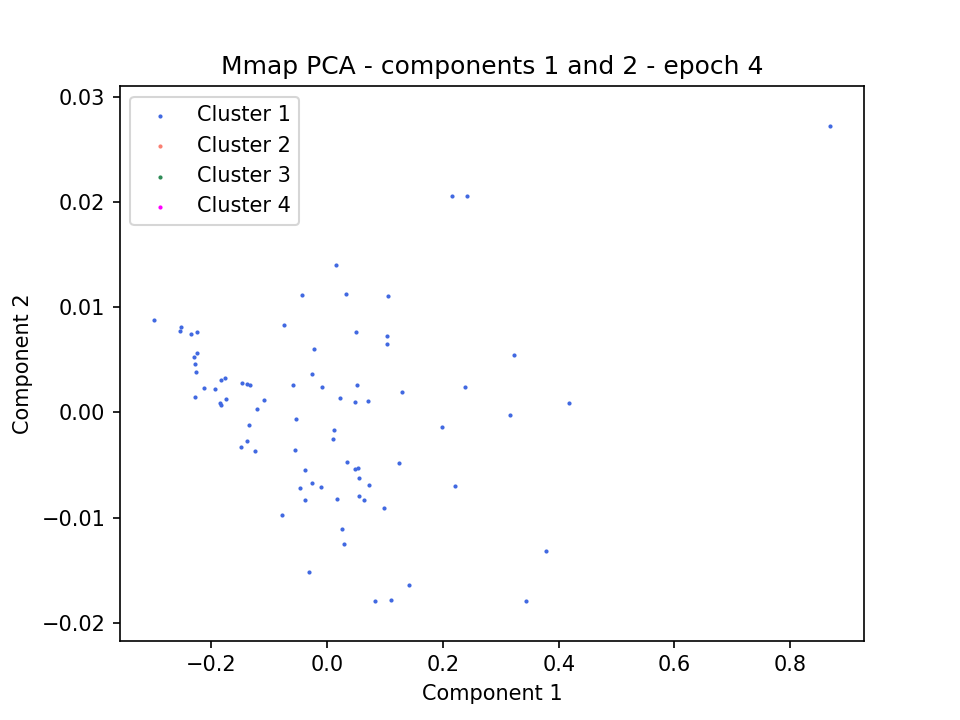 Mmap PCA - components 1 and 2 - epoch 4
Cluster 1
Cluster 2
Cluster 3
Cluster 4
0.03
0.02
0.01
0.00
−0.01
−0.02
Component 2
−0.2
0.0
0.2
0.4
0.6
0.8
Component 1